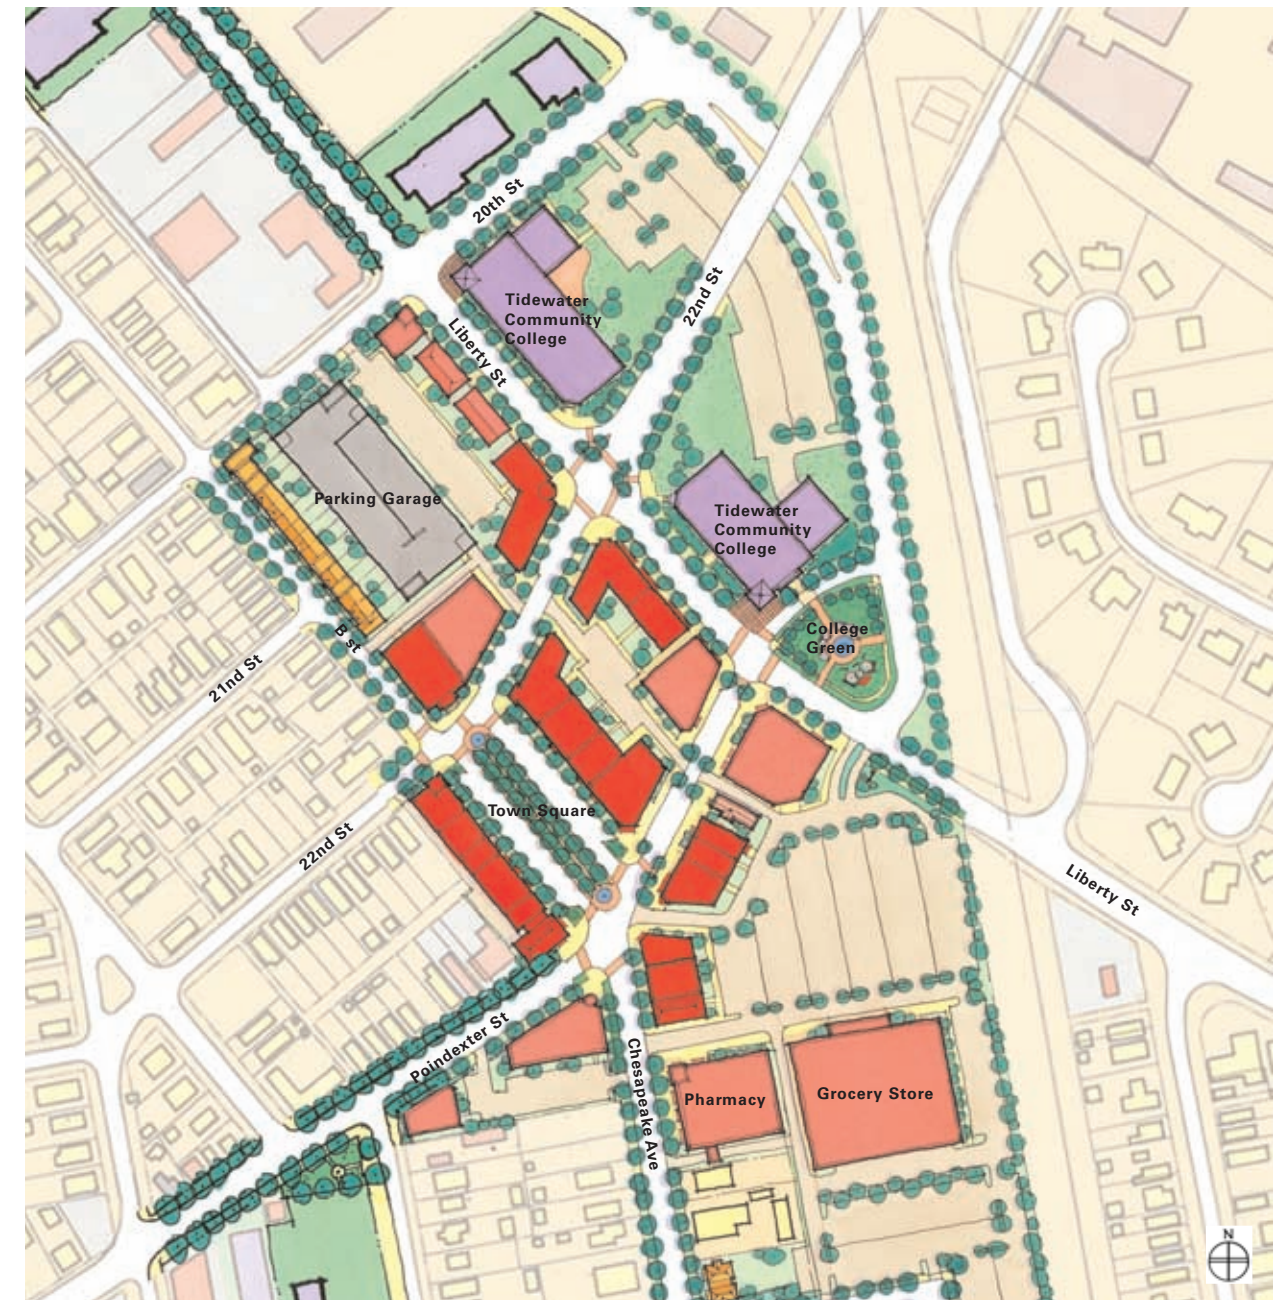 20th St
Tidewater
Community
College
22nd St
Liberty St
Parking Garage
Tidewater
Community
College
College
Green
B st
21nd St
Town Square
22nd St
Liberty St
Poindexter St
Chesapeake Ave
Pharmacy
Grocery Store
N